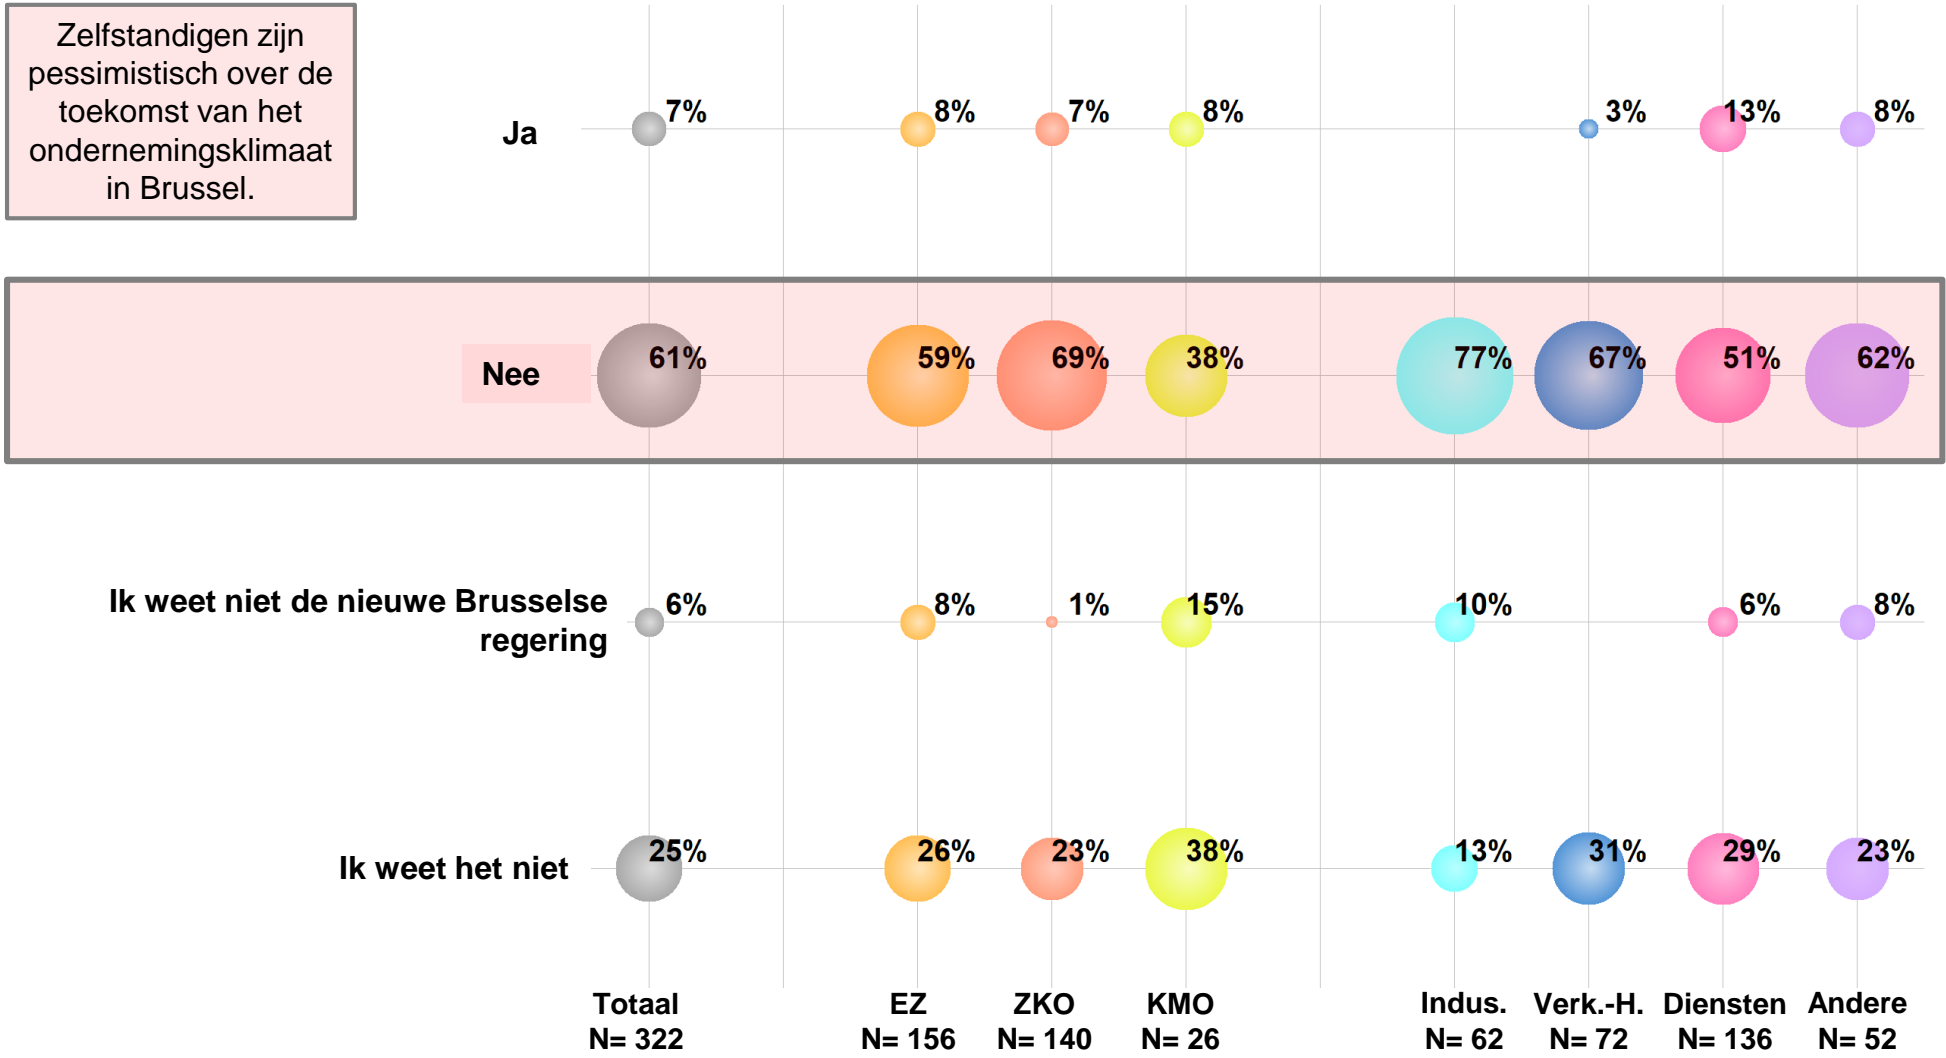 Zelfstandigen zijn
pessimistisch over de
toekomst van het
ondernemingsklimaat
in Brussel.
Ja
7%
8%
7%
8%
3%
13%
8%
Nee
61%
59%
69%
38%
77%
67%
51%
62%
Ik weet niet de nieuwe Brusselse
regering
6%
8%
1%
15%
10%
6%
8%
Ik weet het niet
25%
26%
23%
38%
13%
31%
29%
23%
Totaal
N= 322
EZ
N= 156
ZKO
N= 140
KMO
N= 26
Indus.
N= 62
Verk.-H.
N= 72
Diensten
N= 136
Andere
N= 52